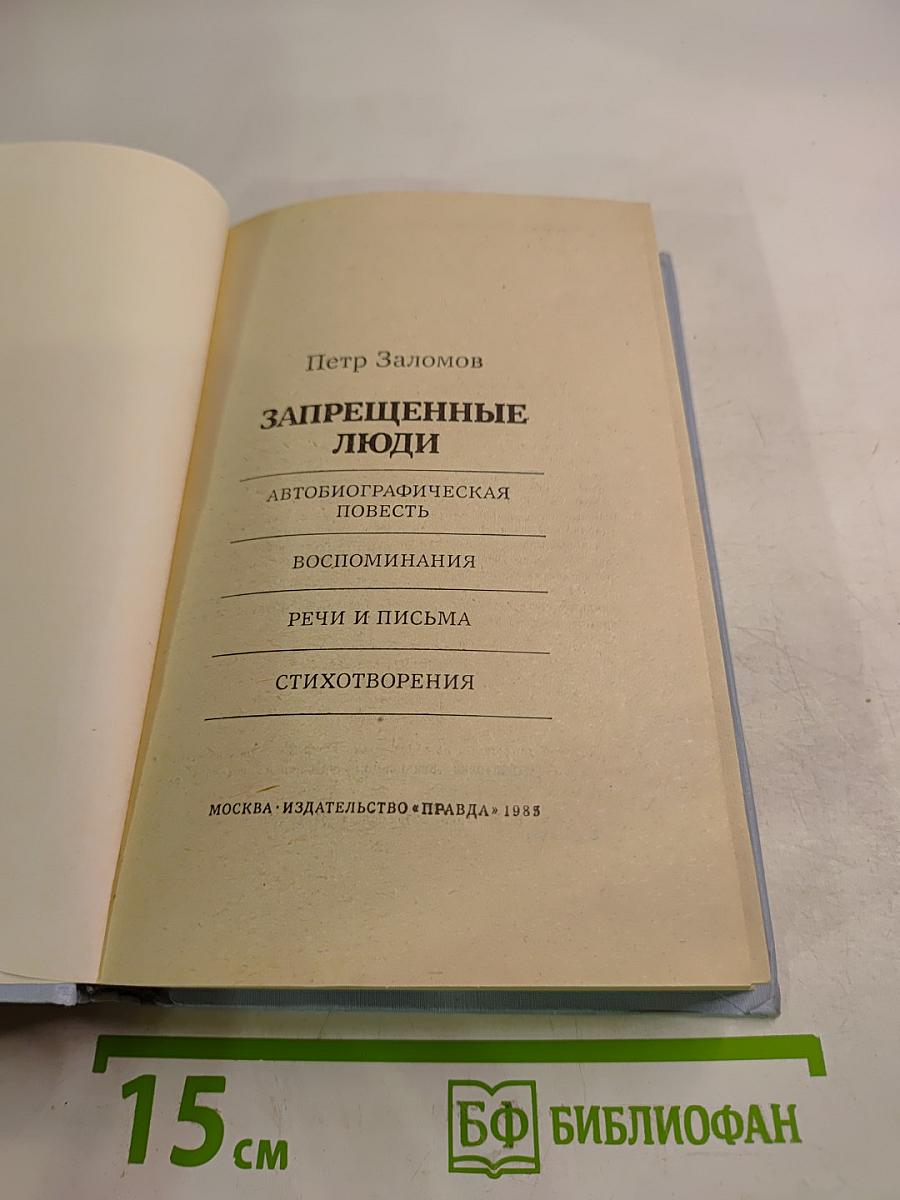 Петр Заломов
ЗАПРЕЩЕННЫЕ
ЛЮДИ
АВТОБИОГРАФИЧЕСКАЯ
ПОВЕСТЬ
ВОСПОМИНАНИЯ
РЕЧИ И ПИСЬМА
СТИХОТВОРЕНИЯ
МОСКВА · ИЗДАТЕЛЬСТВО «ПРАВДА» 1985
15 см
БФ БИБЛИОФАН